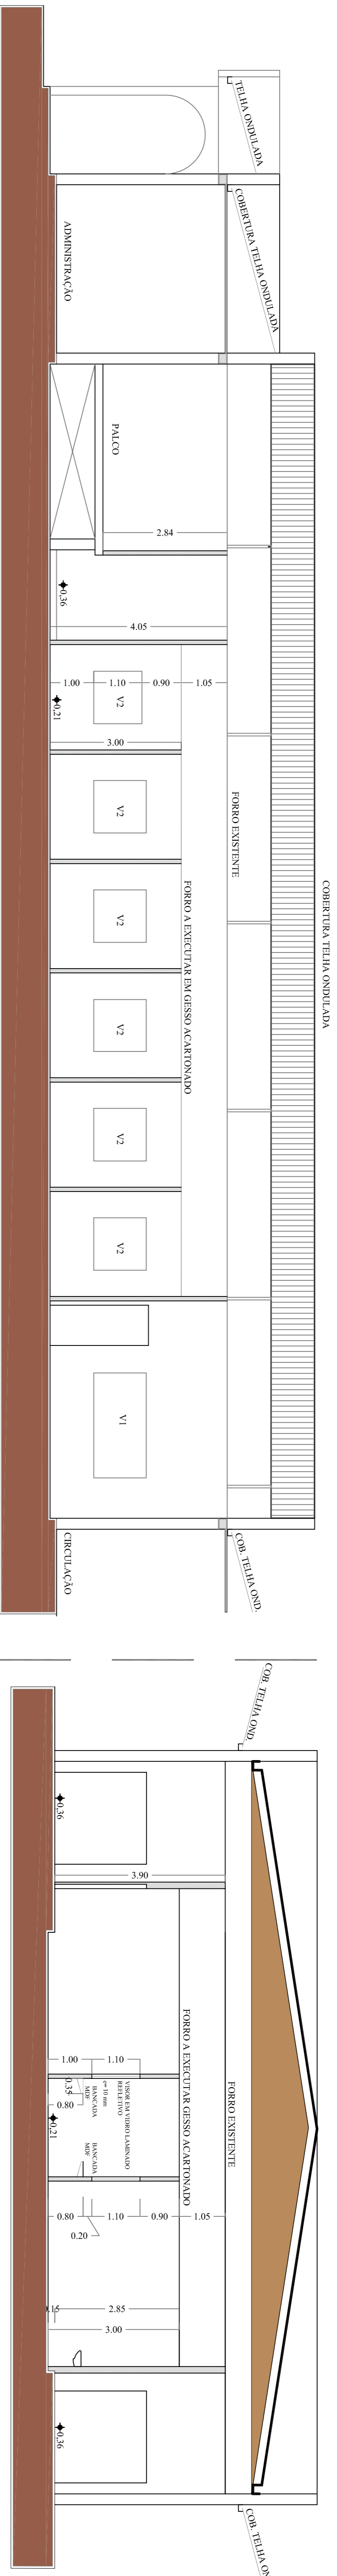 TELHA ONDULADA
COBERTURA TELHA ONDULADA
ADMINISTRAÇÃO
PALCO
2.84
0,36
4.05
1.00
1.10
0.90
1.05
V2
0,21
3.00
COBERTURA TELHA ONDULADA
FORRO EXISTENTE
FORRO A EXECUTAR EM GESSO ACARTONADO
V2
V2
V2
V2
V2
V1
COB. TELHA OND.
CIRCULAÇÃO
COB. TELHA OND.
0,36
3.90
FORRO EXISTENTE
FORRO A EXECUTAR GESSO ACARTONADO
1.00
1.10
VISOR EM VIDRO LAMINADO
REFLETIVO
e= 10 mm
BANCADA
MDF
0.35
0.80
0,21
BANCADA
MDF
0.80
1.10
0.90
1.05
0.20
0.15
2.85
3.00
0,36
COB. TELHA OND